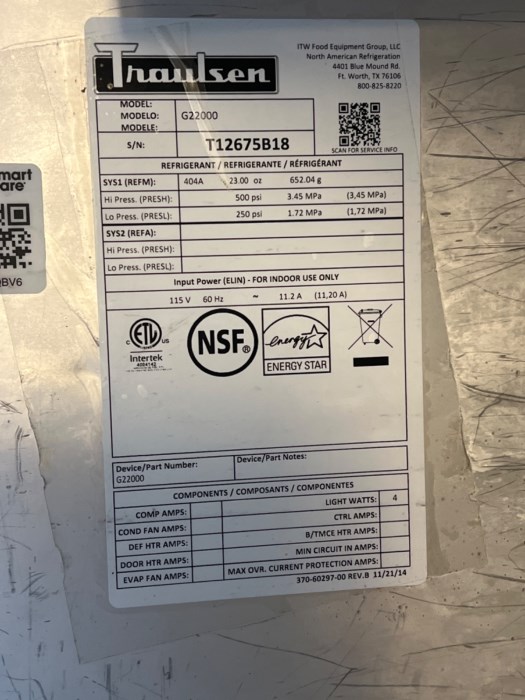 Traulsen
ITW Food Equipment Group, LLC
North American Refrigeration
4401 Blue Mound Rd.
Ft. Worth, TX 76106
800-825-8220
MODEL:
MODELO: G22000
MODELE:
S/N: T12675B18
SCAN FOR SERVICE INFO
REFRIGERANT / REFRIGERANTE / RÉFRIGÉRANT
SYS1 (REFM): 404A 23.00 oz 652.04 g
Hi Press. (PRESH): 500 psi 3.45 MPa (3,45 MPa)
Lo Press. (PRESL): 250 psi 1.72 MPa (1,72 MPa)
SYS2 (REFA):
Hi Press. (PRESH):
Lo Press. (PRESL):
Input Power (ELIN) - FOR INDOOR USE ONLY
115 V 60 Hz ~ 11.2 A (11,20 A)
c ETL us
Intertek
NSF®
energy
ENERGY STAR
Device/Part Number:
G22000
Device/Part Notes:
COMPONENTS / COMPOSANTS / COMPONENTES
COMP AMPS: LIGHT WATTS: 4
COND FAN AMPS: CTRL AMPS:
DEF HTR AMPS: B/TMCE HTR AMPS:
DOOR HTR AMPS: MIN CIRCUIT IN AMPS:
EVAP FAN AMPS: MAX OVR. CURRENT PROTECTION AMPS:
370-60297-00 REV.B 11/21/14
mart
are
BV6